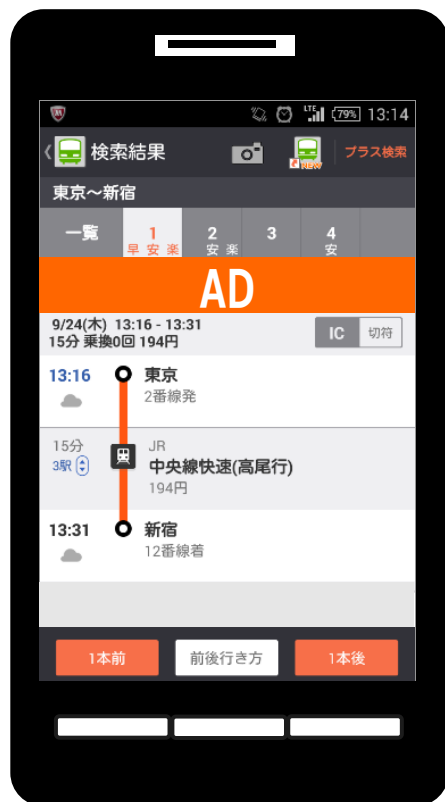 LTE 79% 13:14
検索結果 NEW プラス検索
東京～新宿
一覧 1 2 3 4
早 安 楽 安 楽 安
AD
9/24(木) 13:16 - 13:31
15分 乗換0回 194円
IC 切符
13:16 東京
2番線発
15分 JR
3駅 中央線快速(高尾行)
194円
13:31 新宿
12番線着
1本前 前後行き方 1本後